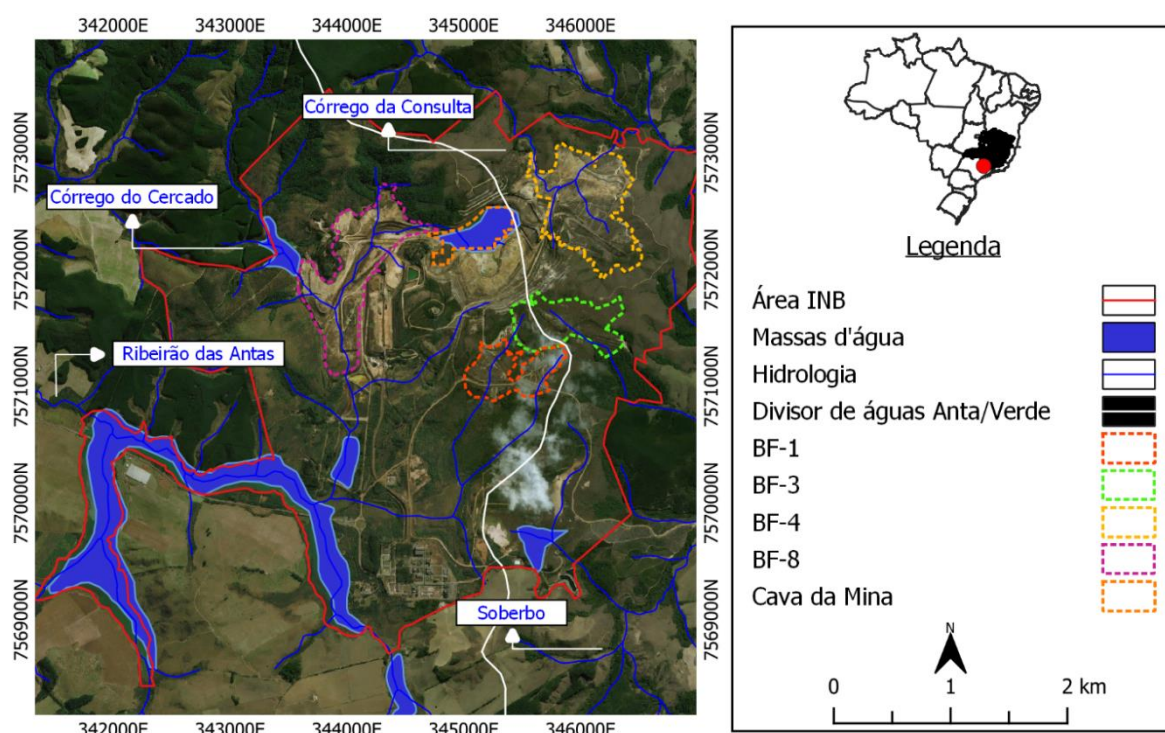 342000E 343000E 344000E 345000E 346000E
7573000N
7572000N
7571000N
7570000N
7569000N
Córrego da Consulta
Córrego do Cercado
Ribeirão das Antas
Soberbo
7573000N
7572000N
7571000N
7570000N
7569000N
342000E 343000E 344000E 345000E 346000E
Legenda
Área INB
Massas d'água
Hidrologia
Divisor de águas Anta/Verde
BF-1
BF-3
BF-4
BF-8
Cava da Mina
N
0 1 2 km